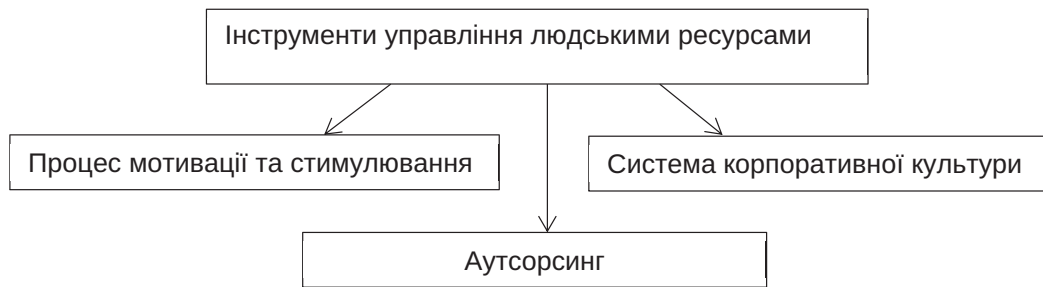 Інструменти управління людськими ресурсами
Процес мотивації та стимулювання
Система корпоративної культури
Аутсорсинг